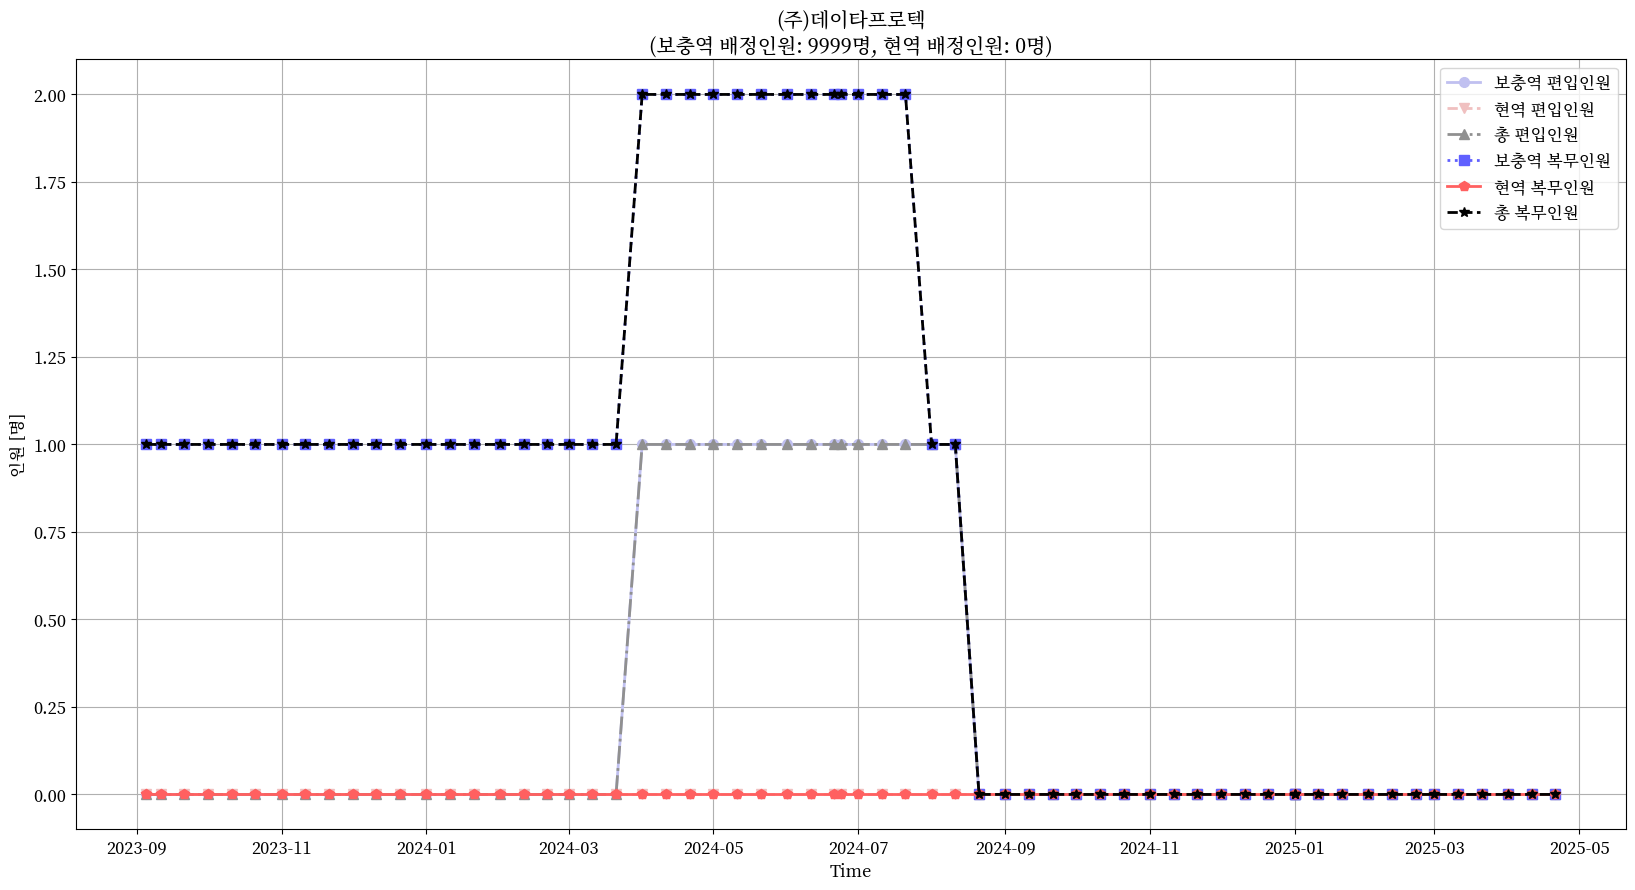 (주)데이타프로텍
(보충역 배정인원: 9999명, 현역 배정인원: 0명)
보충역 편입인원
현역 편입인원
총 편입인원
보충역 복무인원
현역 복무인원
총 복무인원
인원 [명]
2.00
1.75
1.50
1.25
1.00
0.75
0.50
0.25
0.00
2023-09 2023-11 2024-01 2024-03 2024-05 2024-07 2024-09 2024-11 2025-01 2025-03 2025-05
Time